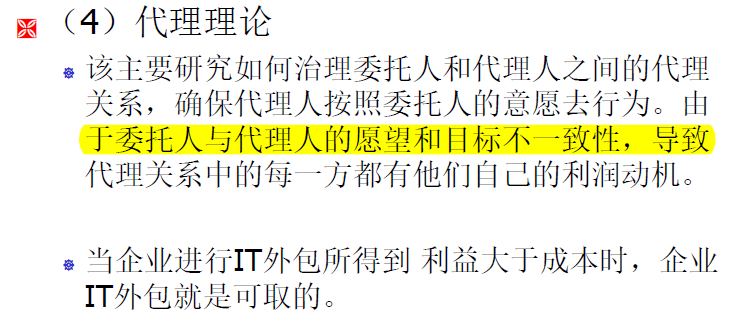 （4）代理理论
该主要研究如何治理委托人和代理人之间的代理
关系，确保代理人按照委托人的意愿去行为。由
于委托人与代理人的愿望和目标不一致性，导致
代理关系中的每一方都有他们自己的利润动机。
当企业进行IT外包所得到 利益大于成本时，企业
IT外包就是可取的。